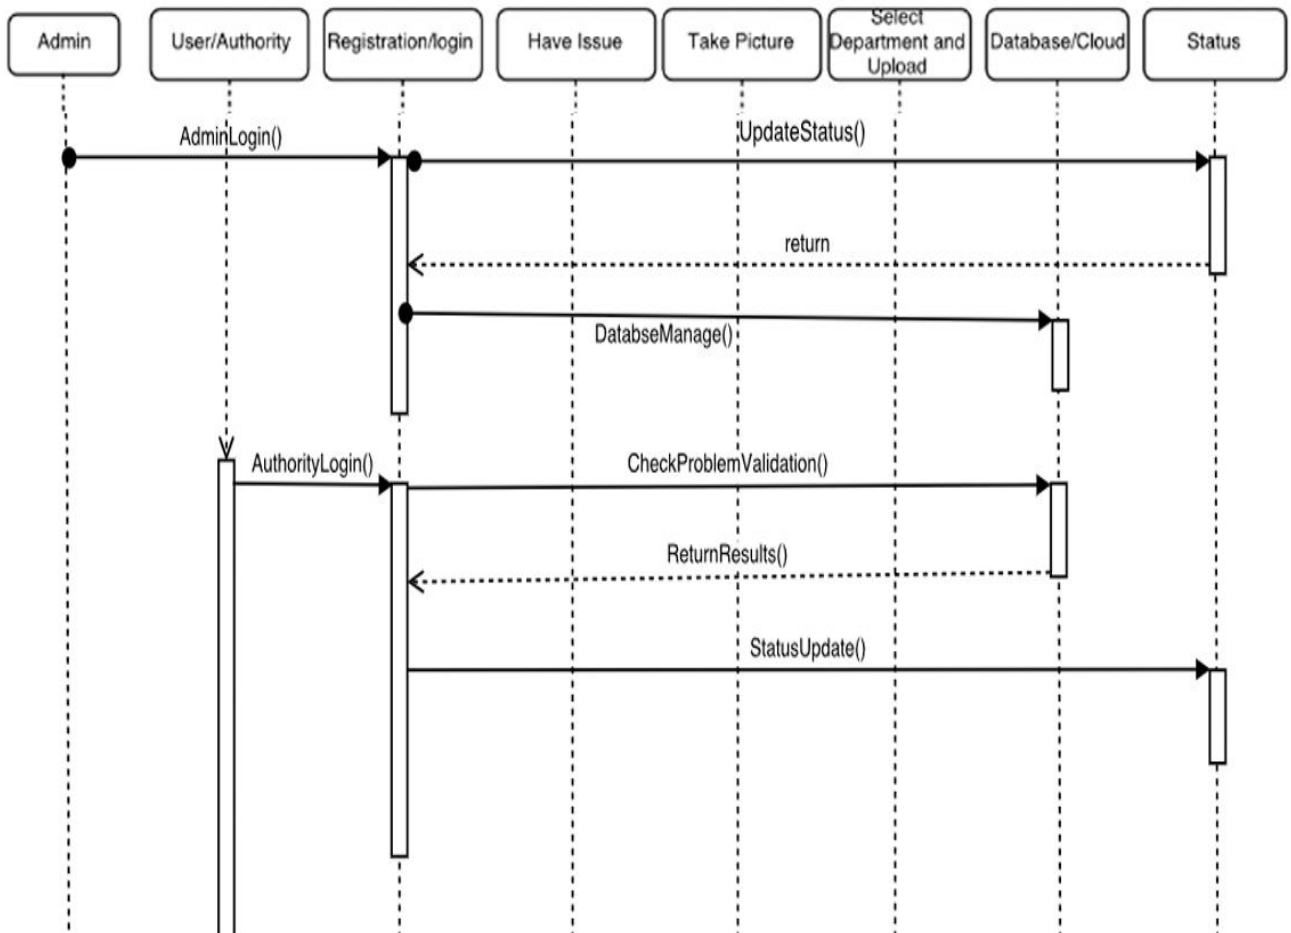 Admin
User/Authority
Registration/login
Have Issue
Take Picture
Select
Department and
Upload
Database/Cloud
Status
AdminLogin()
UpdateStatus()
return
DatabseManage()
AuthorityLogin()
CheckProblemValidation()
ReturnResults()
StatusUpdate()